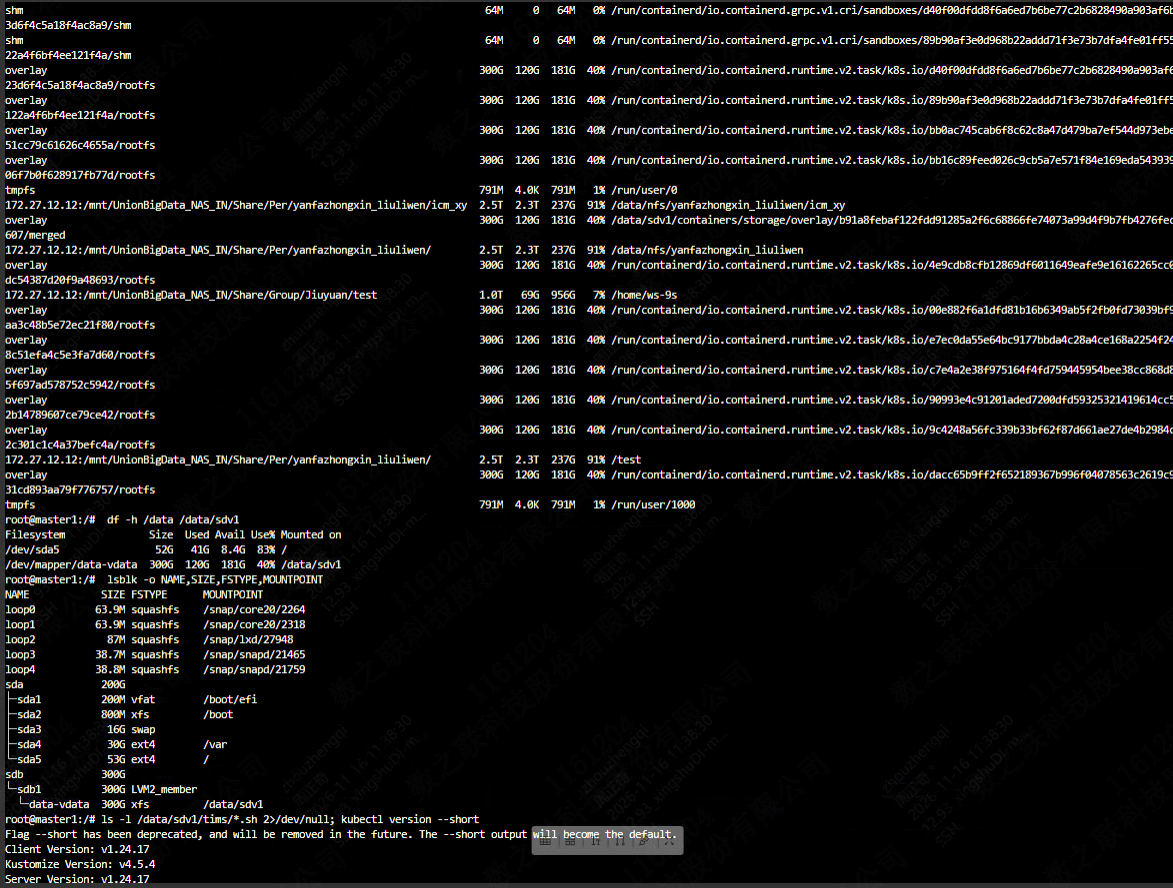 shm 64M 0 64M 0% /run/containerd/io.containerd.grpc.v1.cri/sandboxes/d40f00dfdd8f6a6ed7b6be77c2b6828490a903af6b
3d6f4c5a18f4ac8a9/shm
shm 64M 0 64M 0% /run/containerd/io.containerd.grpc.v1.cri/sandboxes/89b90af3e0d968b22addd71f3e73b7dfa4fe01ff55
22a4f6bf4ee121f4a/shm
overlay 300G 120G 181G 40% /run/containerd/io.containerd.runtime.v2.task/k8s.io/d40f00dfdd8f6a6ed7b6be77c2b6828490a903af6
23d6f4c5a18f4ac8a9/rootfs
overlay 300G 120G 181G 40% /run/containerd/io.containerd.runtime.v2.task/k8s.io/89b90af3e0d968b22addd71f3e73b7dfa4fe01ff5
122a4f6bf4ee121f4a/rootfs
overlay 300G 120G 181G 40% /run/containerd/io.containerd.runtime.v2.task/k8s.io/bb0ac745cab6f8c62c8a47d479ba7ef544d973ebe
51cc79c61626c4655a/rootfs
overlay 300G 120G 181G 40% /run/containerd/io.containerd.runtime.v2.task/k8s.io/bb16c89feed026c9cb5a7e571f84e169eda543939
06f7b0f628917fb77d/rootfs
tmpfs 791M 4.0K 791M 1% /run/user/0
172.27.12.12:/mnt/UnionBigData_NAS_IN/Share/Per/yanfazhongxin_liuliwen/icm_xy 2.5T 2.3T 237G 91% /data/nfs/yanfazhongxin_liuliwen/icm_xy
overlay 300G 120G 181G 40% /data/sdv1/containers/storage/overlay/b91a8febaf122fdd91285a2f6c68866fe74073a99d4f9b7fb4276fec
607/merged
172.27.12.12:/mnt/UnionBigData_NAS_IN/Share/Per/yanfazhongxin_liuliwen/ 2.5T 2.3T 237G 91% /data/nfs/yanfazhongxin_liuliwen
overlay 300G 120G 181G 40% /run/containerd/io.containerd.runtime.v2.task/k8s.io/4e9cdb8cfb12869df6011649eafe9e16162265cc0
dc54387d20f9a48693/rootfs
172.27.12.12:/mnt/UnionBigData_NAS_IN/Share/Group/Jiuyuan/test 1.0T 69G 956G 7% /home/ws-9s
overlay 300G 120G 181G 40% /run/containerd/io.containerd.runtime.v2.task/k8s.io/00e882f6a1dfd81b16b6349ab5f2fb0fd73039bf9
aa3c48b5e72ec21f80/rootfs
overlay 300G 120G 181G 40% /run/containerd/io.containerd.runtime.v2.task/k8s.io/e7ec0da55e64bc9177bbda4c28a4ce168a2254f24
8c51efa4c5e3fa7d60/rootfs
overlay 300G 120G 181G 40% /run/containerd/io.containerd.runtime.v2.task/k8s.io/c7e4a2e38f975164f4fd759445954bee38cc868d8
5f697ad578752c5942/rootfs
overlay 300G 120G 181G 40% /run/containerd/io.containerd.runtime.v2.task/k8s.io/90993e4c91201aded7200dfd59325321419614cc5
2b14789607ce79ce42/rootfs
overlay 300G 120G 181G 40% /run/containerd/io.containerd.runtime.v2.task/k8s.io/9c4248a56fc339b33bf62f87d661ae27de4b2984c
2c301c1c4a37befc4a/rootfs
172.27.12.12:/mnt/UnionBigData_NAS_IN/Share/Per/yanfazhongxin_liuliwen/ 2.5T 2.3T 237G 91% /test
overlay 300G 120G 181G 40% /run/containerd/io.containerd.runtime.v2.task/k8s.io/dacc65b9ff2f652189367b996f04078563c2619c9
31cd893aa79f776757/rootfs
tmpfs 791M 4.0K 791M 1% /run/user/1000
root@master1:/# df -h /data /data/sdv1
Filesystem Size Used Avail Use% Mounted on
/dev/sda5 52G 41G 8.4G 83% /
/dev/mapper/data-vdata 300G 120G 181G 40% /data/sdv1
root@master1:/# lsblk -o NAME,SIZE,FSTYPE,MOUNTPOINT
NAME SIZE FSTYPE MOUNTPOINT
loop0 63.9M squashfs /snap/core20/2264
loop1 63.9M squashfs /snap/core20/2318
loop2 87M squashfs /snap/lxd/27948
loop3 38.7M squashfs /snap/snapd/21465
loop4 38.8M squashfs /snap/snapd/21759
sda 200G
├─sda1 200M vfat /boot/efi
├─sda2 800M xfs /boot
├─sda3 16G swap
├─sda4 30G ext4 /var
└─sda5 53G ext4 /
sdb 300G
└─sdb1 300G LVM2_member
└─data-vdata 300G xfs /data/sdv1
root@master1:/# ls -l /data/sdv1/tims/*.sh 2>/dev/null; kubectl version --short
Flag --short has been deprecated, and will be removed in the future. The --short output will become the default.
Client Version: v1.24.17
Kustomize Version: v4.5.4
Server Version: v1.24.17